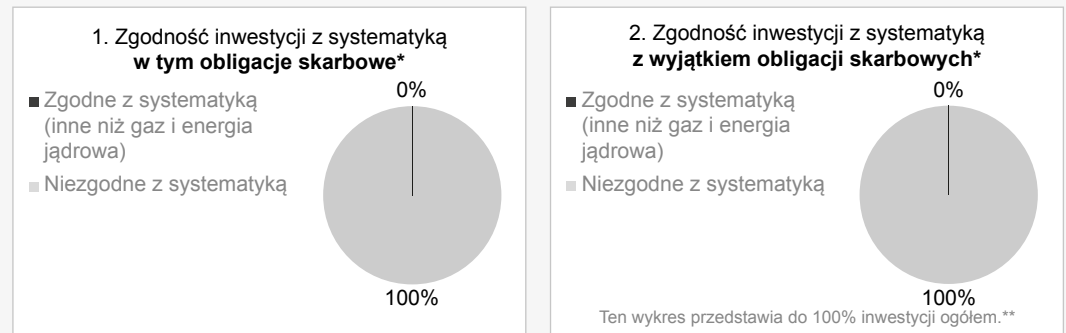 1. Zgodność inwestycji z systematyką
w tym obligacje skarbowe*
0%
Zgodne z systematyką
(inne niż gaz i energia
jądrowa)
Niezgodne z systematyką
100%
2. Zgodność inwestycji z systematyką
z wyjątkiem obligacji skarbowych*
0%
Zgodne z systematyką
(inne niż gaz i energia
jądrowa)
Niezgodne z systematyką
100%
Ten wykres przedstawia do 100% inwestycji ogółem.**